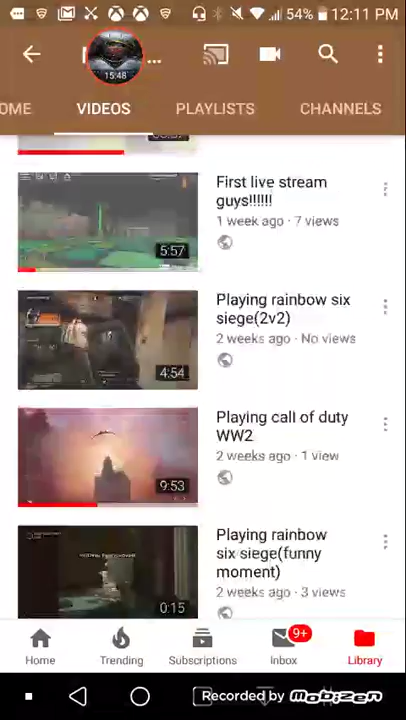 54% 12:11 PM
15:48
...
OME VIDEOS PLAYLISTS CHANNELS
First live stream
guys!!!!!!
1 week ago · 7 views
5:57
Playing rainbow six
siege(2v2)
2 weeks ago · No views
4:54
Playing call of duty
WW2
2 weeks ago · 1 view
9:53
Playing rainbow
six siege(funny
moment)
2 weeks ago · 3 views
0:15
9+
Home Trending Subscriptions Inbox Library
Recorded by Mobizen